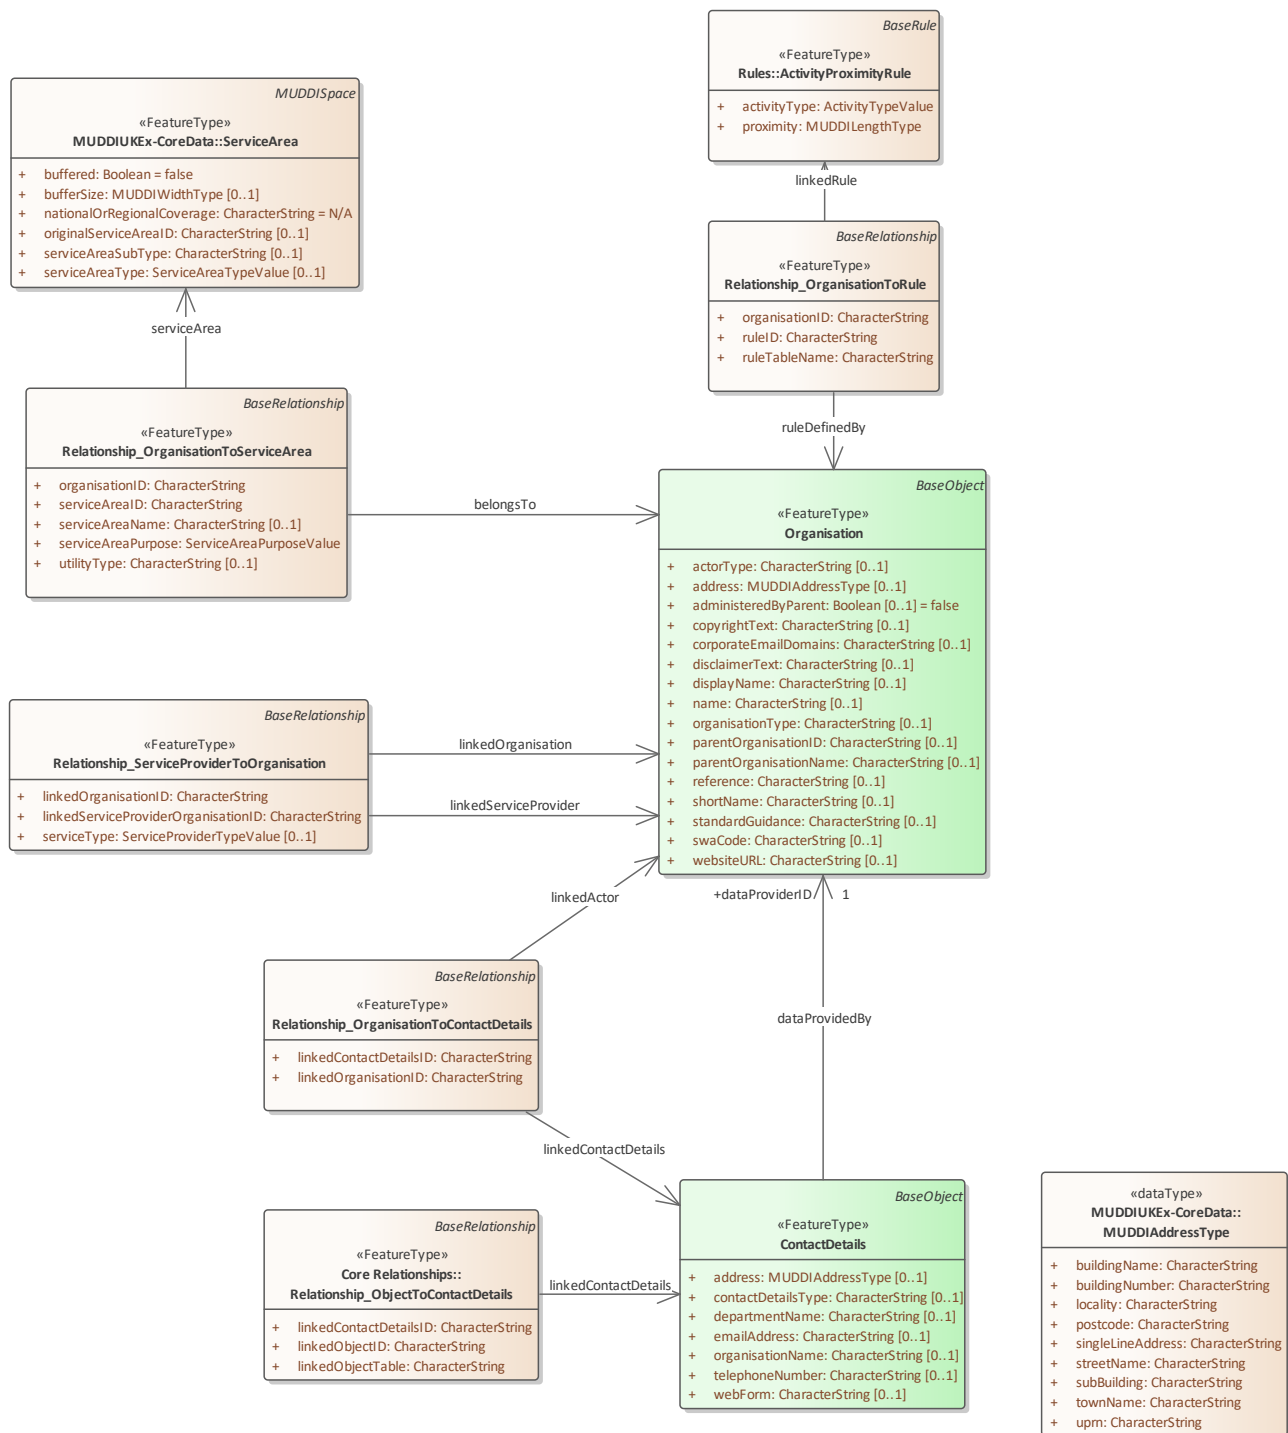 BaseRule
«FeatureType»
Rules::ActivityProximityRule
+ activityType: ActivityTypeValue
+ proximity: MUDDILengthType
MUDDISpace
«FeatureType»
MUDDIUKEx-CoreData::ServiceArea
+ buffered: Boolean = false
+ bufferSize: MUDDIWidthType [0..1]
+ nationalOrRegionalCoverage: CharacterString = N/A
+ originalServiceAreaID: CharacterString [0..1]
+ serviceAreaSubType: CharacterString [0..1]
+ serviceAreaType: ServiceAreaTypeValue [0..1]
linkedRule
BaseRelationship
«FeatureType»
Relationship_OrganisationToRule
+ organisationID: CharacterString
+ ruleID: CharacterString
+ ruleTableName: CharacterString
serviceArea
ruleDefinedBy
BaseRelationship
«FeatureType»
Relationship_OrganisationToServiceArea
+ organisationID: CharacterString
+ serviceAreaID: CharacterString
+ serviceAreaName: CharacterString [0..1]
+ serviceAreaPurpose: ServiceAreaPurposeValue
+ utilityType: CharacterString [0..1]
belongsTo
BaseObject
«FeatureType»
Organisation
+ actorType: CharacterString [0..1]
+ address: MUDDIAddressType [0..1]
+ administeredByParent: Boolean [0..1] = false
+ copyrightText: CharacterString [0..1]
+ corporateEmailDomains: CharacterString [0..1]
+ disclaimerText: CharacterString [0..1]
+ displayName: CharacterString [0..1]
+ name: CharacterString [0..1]
+ organisationType: CharacterString [0..1]
+ parentOrganisationID: CharacterString [0..1]
+ parentOrganisationName: CharacterString [0..1]
+ reference: CharacterString [0..1]
+ shortName: CharacterString [0..1]
+ standardGuidance: CharacterString [0..1]
+ swaCode: CharacterString [0..1]
+ websiteURL: CharacterString [0..1]
BaseRelationship
«FeatureType»
Relationship_ServiceProviderToOrganisation
+ linkedOrganisationID: CharacterString
+ linkedServiceProviderOrganisationID: CharacterString
+ serviceType: ServiceProviderTypeValue [0..1]
linkedOrganisation
linkedServiceProvider
linkedActor
+dataProviderID 1
BaseRelationship
«FeatureType»
Relationship_OrganisationToContactDetails
+ linkedContactDetailsID: CharacterString
+ linkedOrganisationID: CharacterString
dataProvidedBy
linkedContactDetails
BaseRelationship
«FeatureType»
Core Relationships::
Relationship_ObjectToContactDetails
+ linkedContactDetailsID: CharacterString
+ linkedObjectID: CharacterString
+ linkedObjectTable: CharacterString
linkedContactDetails
BaseObject
«FeatureType»
ContactDetails
+ address: MUDDIAddressType [0..1]
+ contactDetailsType: CharacterString [0..1]
+ departmentName: CharacterString [0..1]
+ emailAddress: CharacterString [0..1]
+ organisationName: CharacterString [0..1]
+ telephoneNumber: CharacterString [0..1]
+ webForm: CharacterString [0..1]
«dataType»
MUDDIUKEx-CoreData::
MUDDIAddressType
+ buildingName: CharacterString
+ buildingNumber: CharacterString
+ locality: CharacterString
+ postcode: CharacterString
+ singleLineAddress: CharacterString
+ streetName: CharacterString
+ subBuilding: CharacterString
+ townName: CharacterString
+ uprn: CharacterString